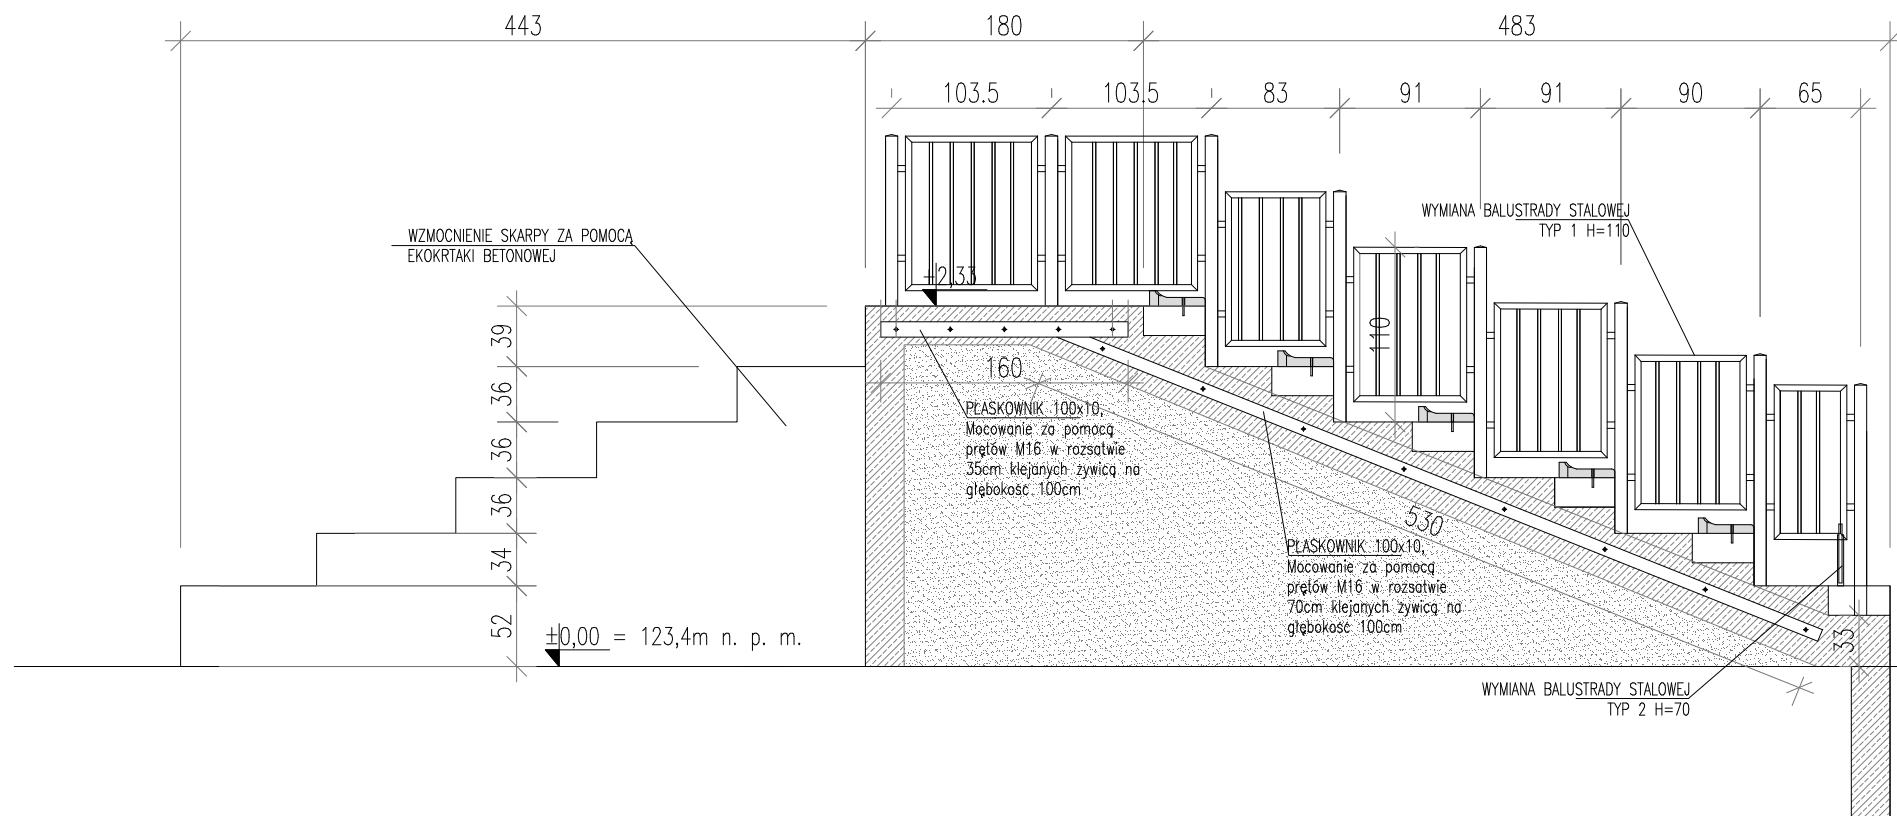 443
180
483
103.5
103.5
83
91
91
90
65
WYMIANA BALUSTRADY STALOWEJ
TYP 1 H=110
WZMOCNIENIE SKARPY ZA POMOCĄ
EKOKRTAKI BETONOWEJ
+2,33
39
36
36
36
34
52
110
160
PŁASKOWNIK 100x10,
Mocowanie za pomocą
prętów M16 w rozsatwie
35cm klejanych żywicą na
głębokość 100cm
530
PŁASKOWNIK 100x10,
Mocowanie za pomocą
prętów M16 w rozsatwie
70cm klejanych żywicą na
głębokość 100cm
±0,00 = 123,4m n. p. m.
33
WYMIANA BALUSTRADY STALOWEJ
TYP 2 H=70